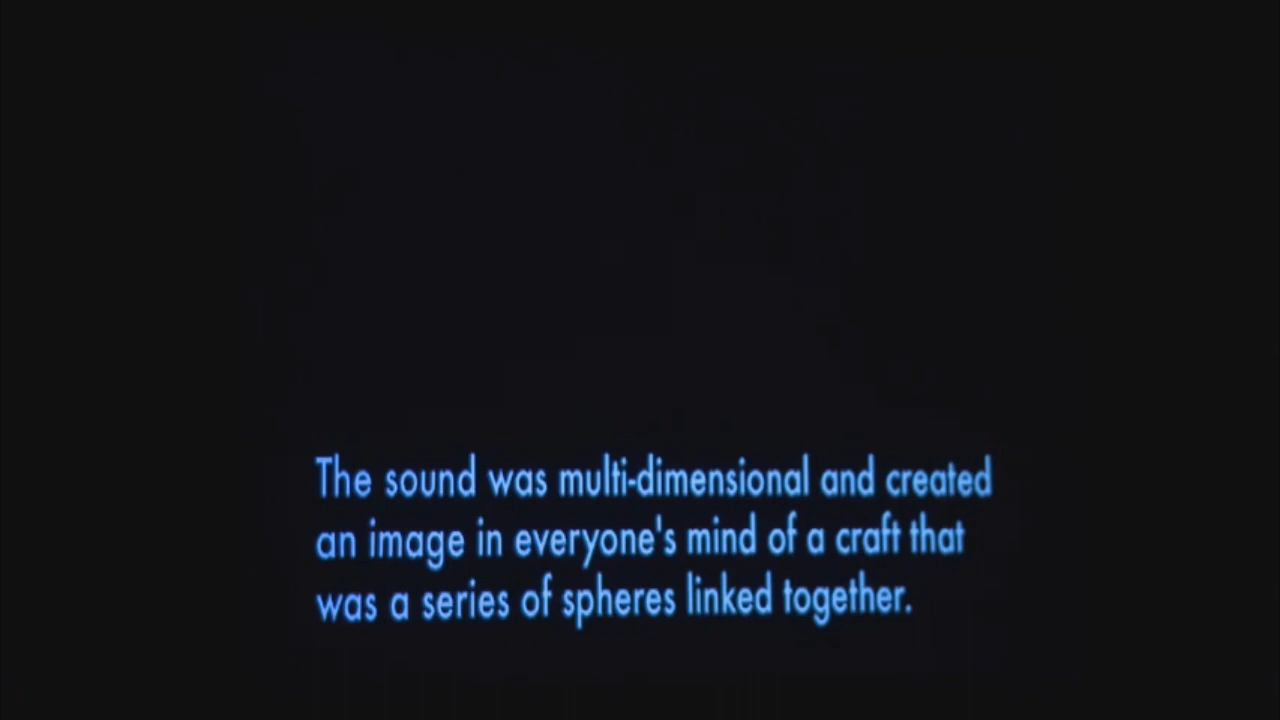 The sound was multi-dimensional and created
an image in everyone's mind of a craft that
was a series of spheres linked together.